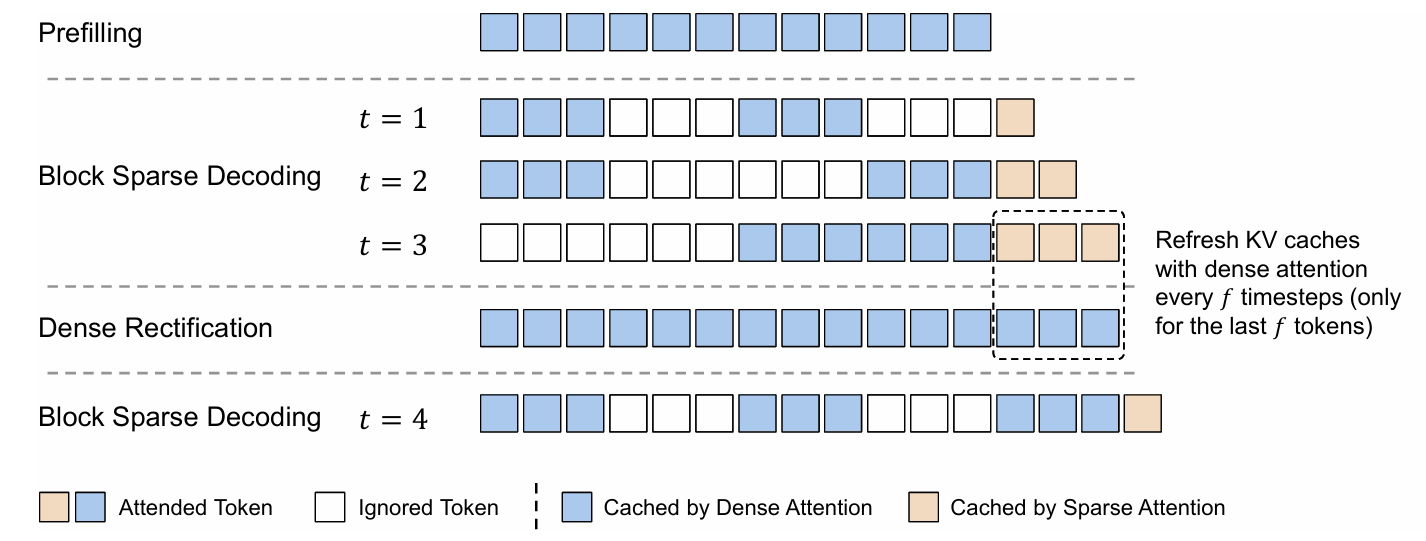 Prefilling
t = 1
Block Sparse Decoding
t = 2
t = 3
Refresh KV caches
with dense attention
every f timesteps (only
for the last f tokens)
Dense Rectification
Block Sparse Decoding
t = 4
Attended Token
Ignored Token
Cached by Dense Attention
Cached by Sparse Attention